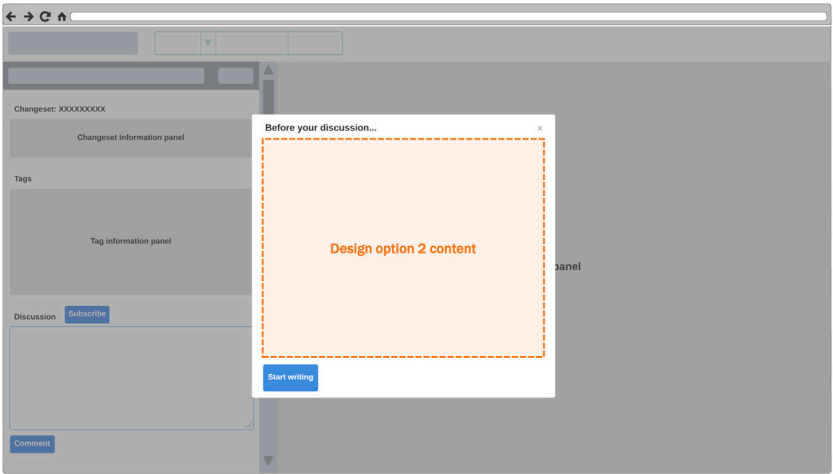 Changeset: XXXXXXXXX
Changeset information panel
Tags
Tag information panel
Discussion
Subscribe
Comment
Before your discussion...
×
Design option 2 content
Start writing
panel